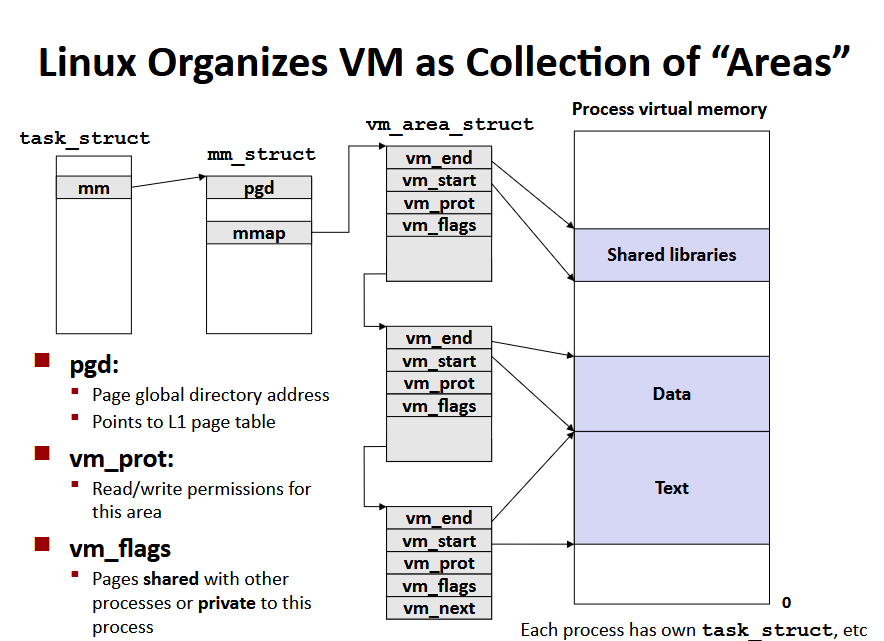 Linux Organizes VM as Collection of “Areas”
task_struct
mm
mm_struct
pgd
mmap
vm_area_struct
vm_end
vm_start
vm_prot
vm_flags
vm_end
vm_start
vm_prot
vm_flags
vm_end
vm_start
vm_prot
vm_flags
vm_next
Process virtual memory
Shared libraries
Data
Text
0
pgd:
Page global directory address
Points to L1 page table
vm_prot:
Read/write permissions for
this area
vm_flags
Pages shared with other
processes or private to this
process
Each process has own task_struct, etc